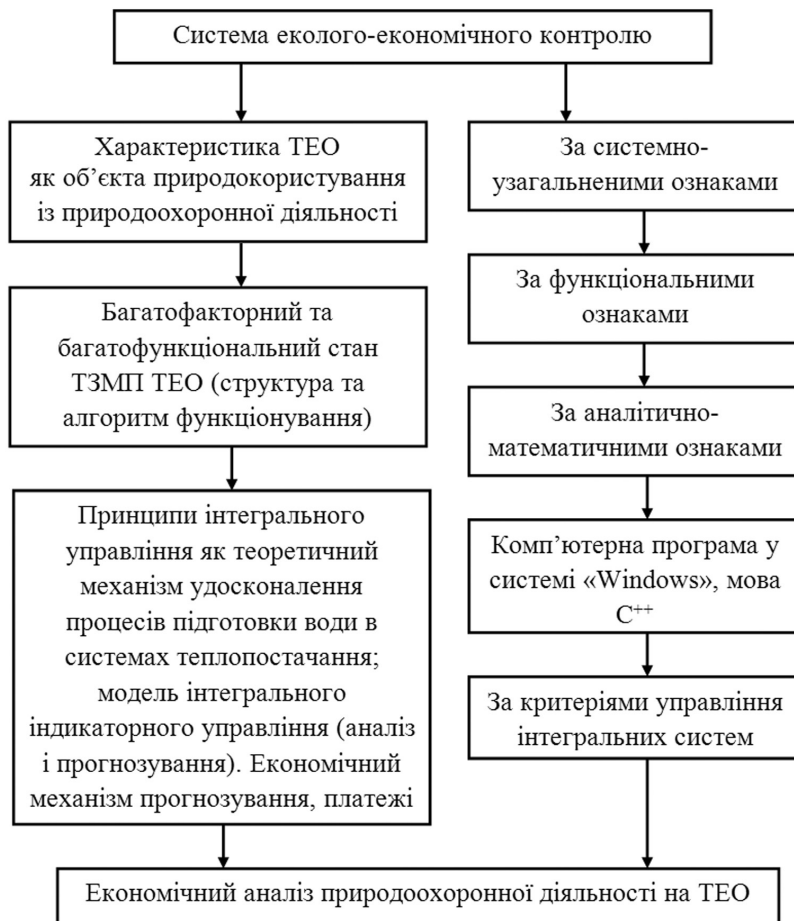 Система еколого-економічного контролю
Характеристика ТЕО
як об’єкта природокористування
із природоохоронної діяльності
Багатофакторний та
багатофункціональний стан
ТЗМП ТЕО (структура та
алгоритм функціонування)
Принципи інтегрального
управління як теоретичний
механізм удосконалення
процесів підготовки води в
системах теплопостачання;
модель інтегрального
індикаторного управління (аналіз
і прогнозування). Економічний
механізм прогнозування, платежі
За системно-
узагальненими ознаками
За функціональними
ознаками
За аналітично-
математичними ознаками
Комп’ютерна програма у
системі «Windows», мова
С⁺⁺
За критеріями управління
інтегральних систем
Економічний аналіз природоохоронної діяльності на ТЕО